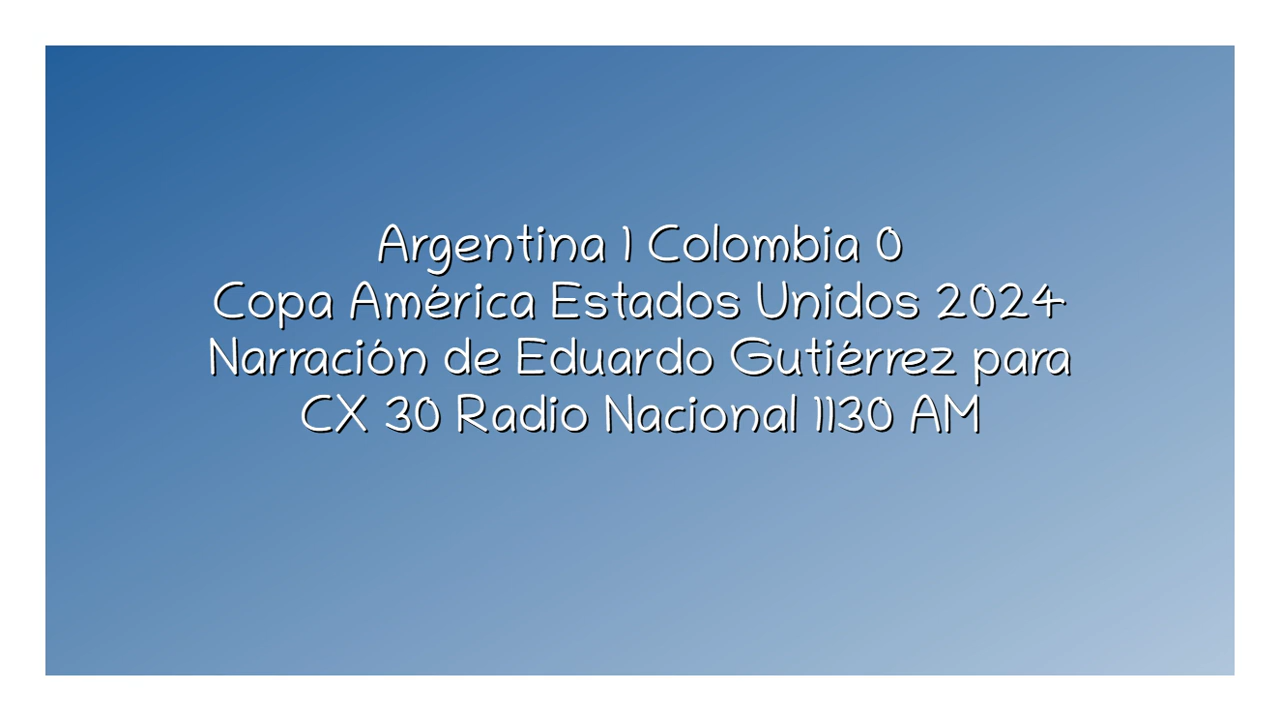 Argentina 1 Colombia 0
Copa América Estados Unidos 2024
Narración de Eduardo Gutiérrez para
CX 30 Radio Nacional 1130 AM